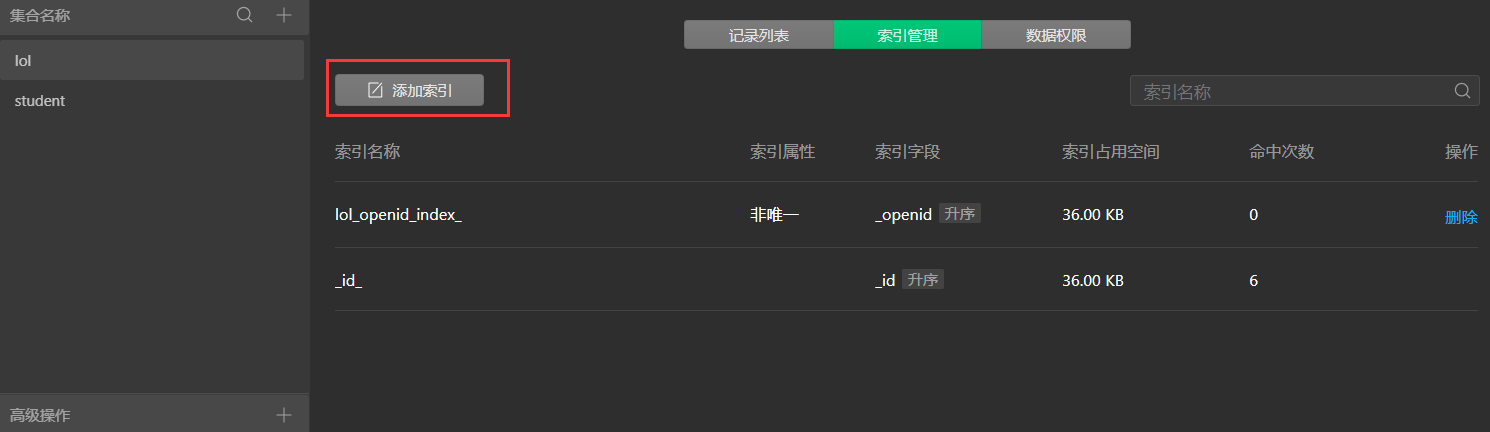 集合名称
lol
student
高级操作
记录列表 索引管理 数据权限
添加索引
索引名称
索引名称 索引属性 索引字段 索引占用空间 命中次数 操作
lol_openid_index_ 非唯一 _openid 升序 36.00 KB 0 删除
_id_ _id 升序 36.00 KB 6